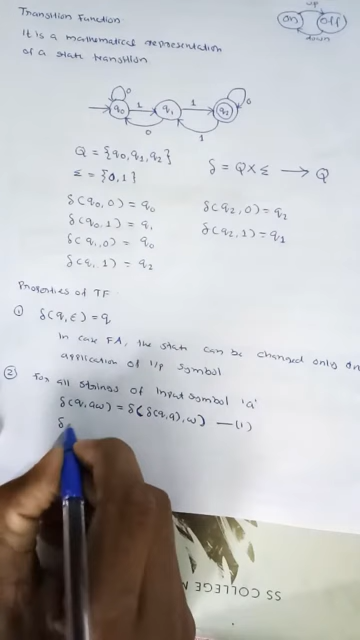 Transition Function
up
on
off
down
It is a mathematical representation
of a state transition
0
0
q0
1
q1
1
q2
0
1
Q = {q0, q1, q2}
δ = Q X Σ → Q
Σ = {0, 1}
δ(q0, 0) = q0
δ(q2, 0) = q2
δ(q0, 1) = q1
δ(q2, 1) = q1
δ(q1, 0) = q0
δ(q1, 1) = q2
Properties of TF
① δ(q, ε) = q
In case FA, the state can be changed only on
application of i/p symbol
② For all strings of input symbol 'a'
δ(q, aw) = δ(δ(q, a), w) — (1)
δ
SS COLLEGE